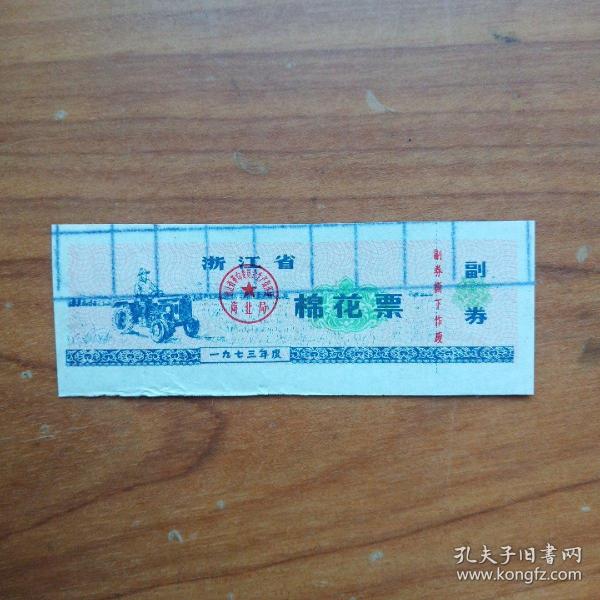 浙江省
棉花票
商业局
一九七三年度
副券撕下作废
副券
孔夫子旧书网
www.kongfz.com